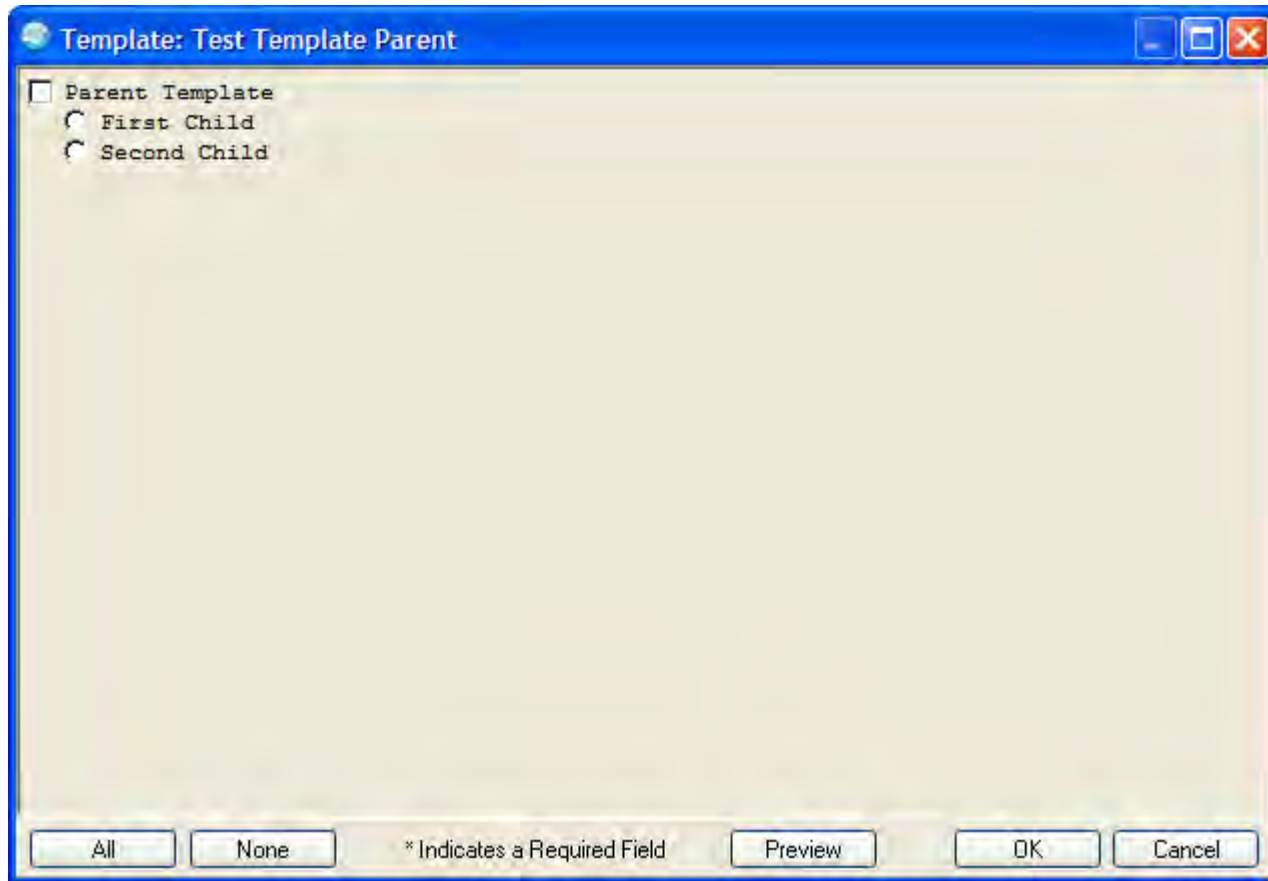 Template: Test Template Parent
Parent Template
First Child
Second Child
All None * Indicates a Required Field Preview OK Cancel